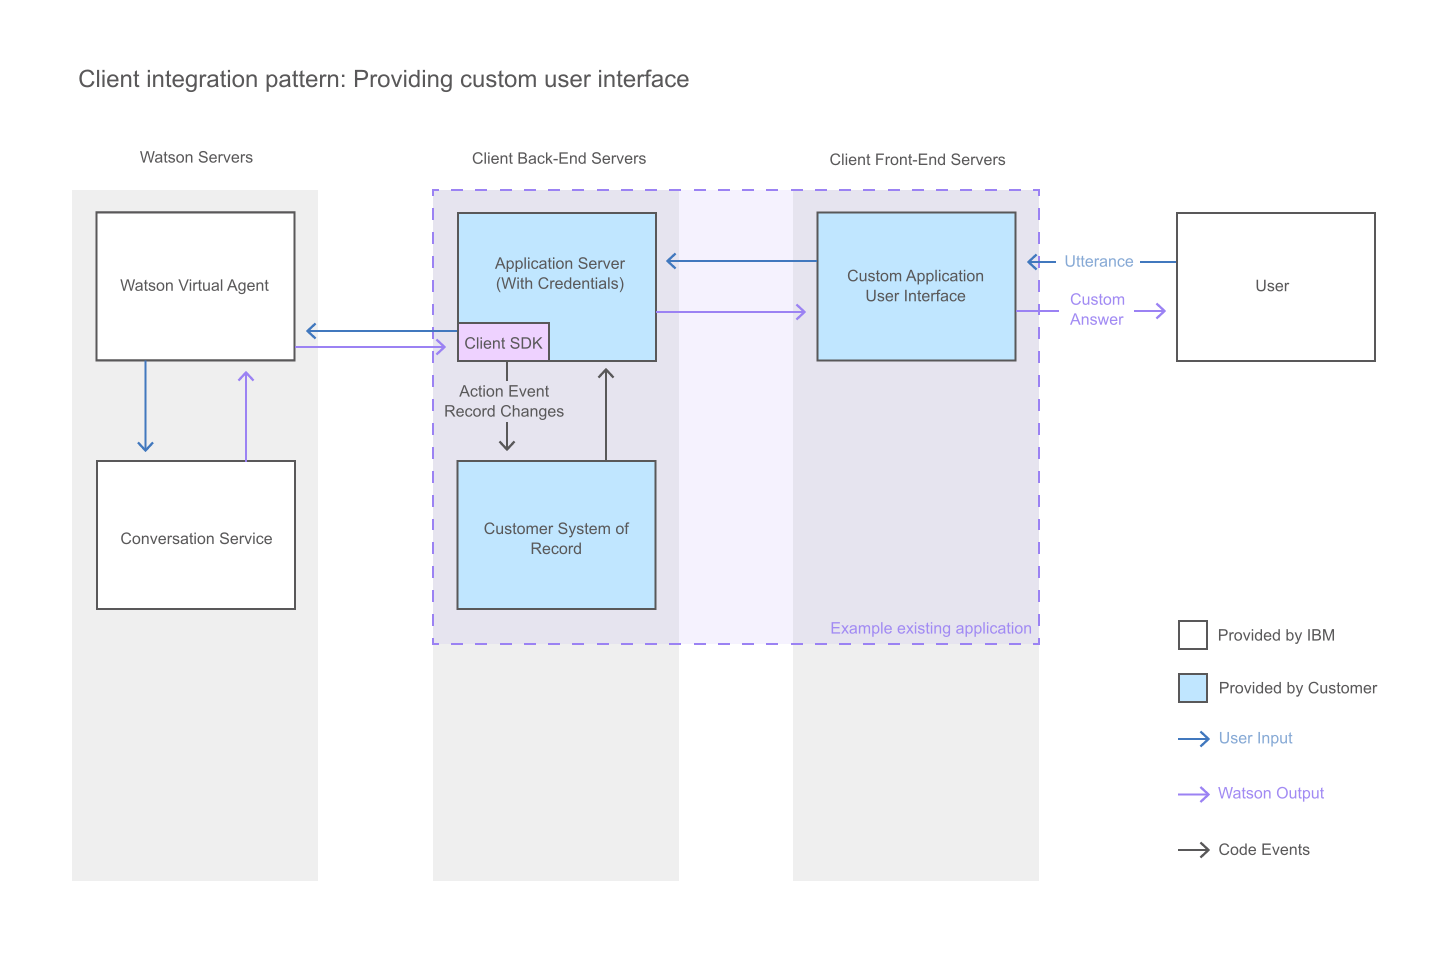 Client integration pattern: Providing custom user interface
Watson Servers
Client Back-End Servers
Client Front-End Servers
Watson Virtual Agent
Application Server
(With Credentials)
Client SDK
Custom Application
User Interface
Utterance
Custom
Answer
User
Action Event
Record Changes
Conversation Service
Customer System of
Record
Example existing application
Provided by IBM
Provided by Customer
User Input
Watson Output
Code Events